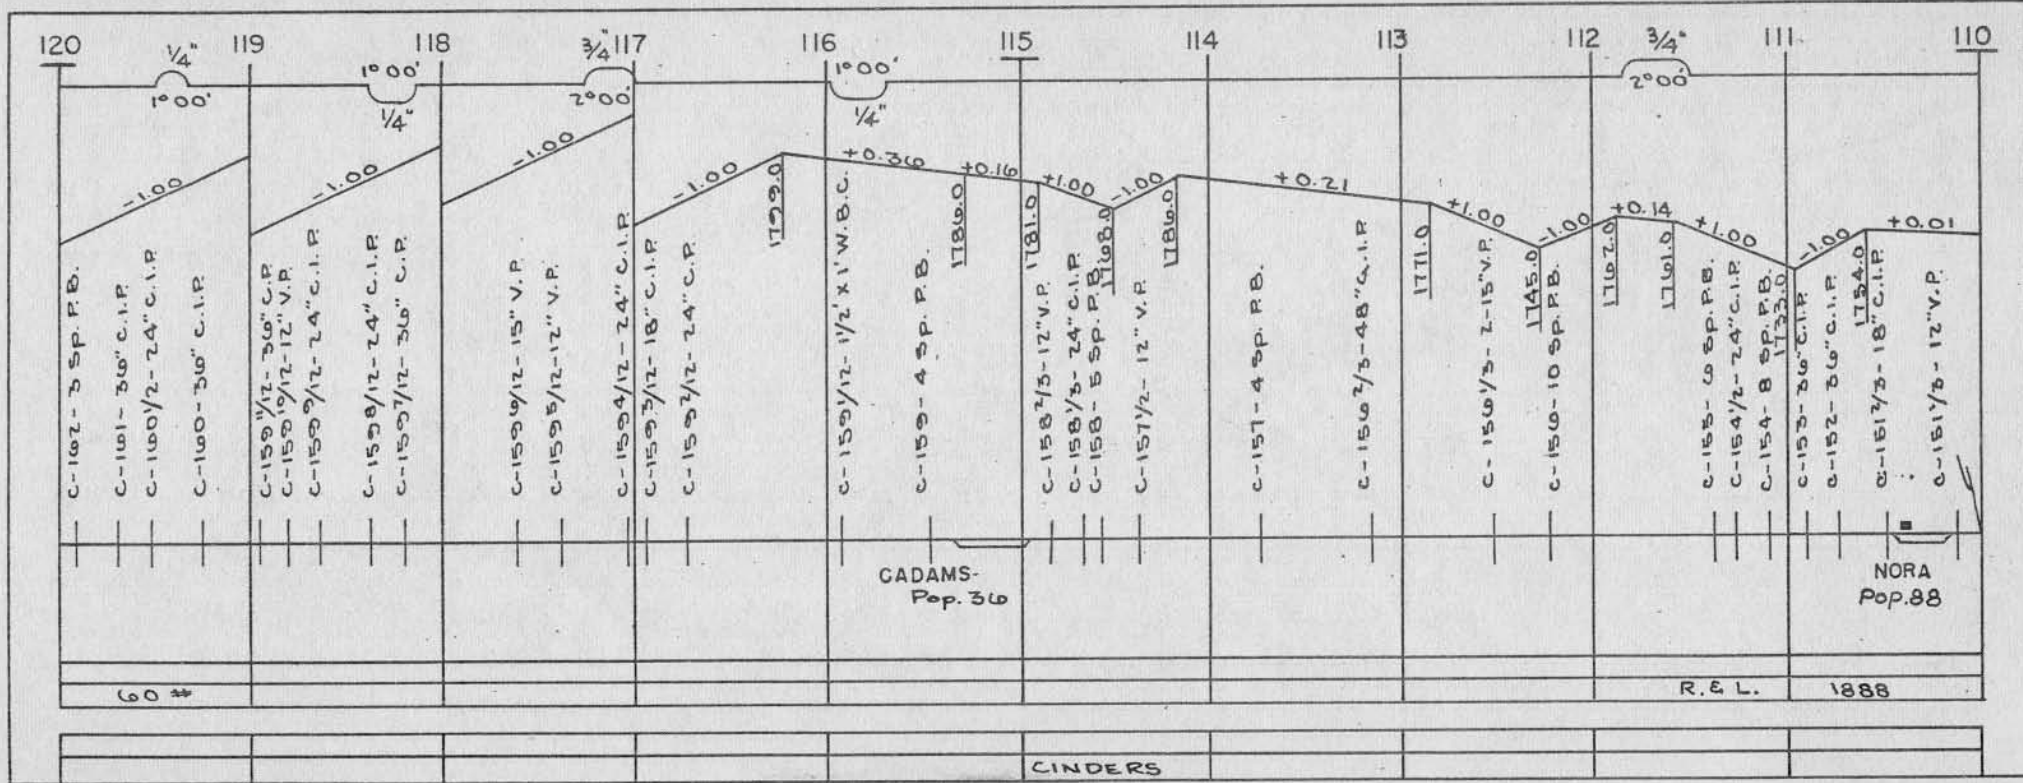 120 119 118 117 116 115 114 113 112 111 110
1/4" 1°00'
1°00' 1/4"
3/4" 2°00'
1°00' 1/4"
3/4" 2°00'
-1.00 -1.00 -1.00 -1.00 +0.36 +0.16 +1.00 -1.00 +0.21 +1.00 -1.00 +0.14 +1.00 -1.00 +0.01
1799.0
1786.0
1781.0
1768.0
1786.0
1771.0
1745.0
1762.0
1761.0
1733.0
1754.0
C-162-3 Sp. P.B.
C-161-36" C.I.P.
C-160 1/2-24" C.I.P.
C-160-36" C.I.P.
C-159 11/12-36" C.P.
C-159 10/12-12" V.P.
C-159 9/12-24" C.I.P.
C-159 8/12-24" C.I.P.
C-159 7/12-36" C.P.
C-159 6/12-15" V.P.
C-159 5/12-12" V.P.
C-159 4/12-24" C.I.P.
C-159 3/12-18" C.I.P.
C-159 2/12-24" C.P.
C-159 1/12-1 1/2' x 1' W.B.C.
C-159-4 Sp. P.B.
C-158 2/3-12" V.P.
C-158 1/3-24" C.I.P.
C-158-5 Sp. P.B.
C-157 1/2-12" V.P.
C-157-4 Sp. P.B.
C-156 2/3-48" C.I.P.
C-156 1/3-2-15" V.P.
C-156-10 Sp. P.B.
C-155-6 Sp. P.B.
C-154 1/2-24" C.I.P.
C-154-8 Sp. P.B.
C-153-36" C.I.P.
C-152-36" C.I.P.
C-151 2/3-18" C.I.P.
C-151 1/3-12" V.P.
CADAMS-
Pop. 36
NORA
Pop. 88
60 #
R. & L. 1888
CINDERS